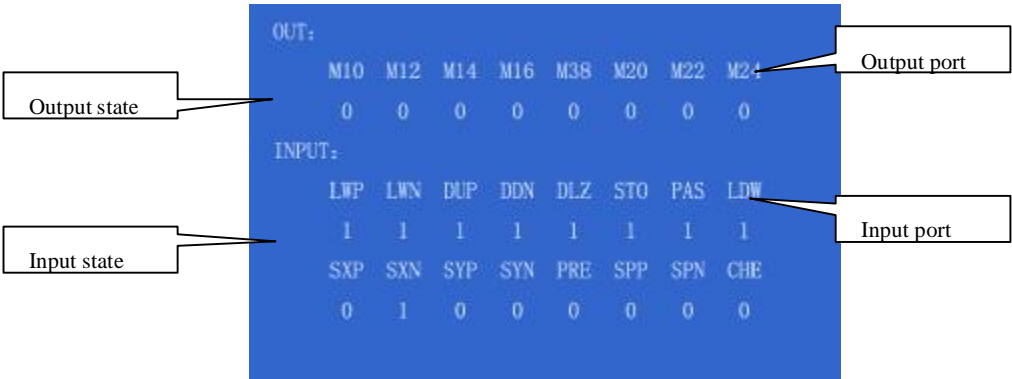 OUT:
M10 M12 M14 M16 M38 M20 M22 M24
0 0 0 0 0 0 0 0
INPUT:
LWP LWN DUP DDN DLZ STO PAS LDW
1 1 1 1 1 1 1 1
SXP SXN SYP SYN PRE SPP SPN CHE
0 1 0 0 0 0 0 0
Output state
Output port
Input state
Input port